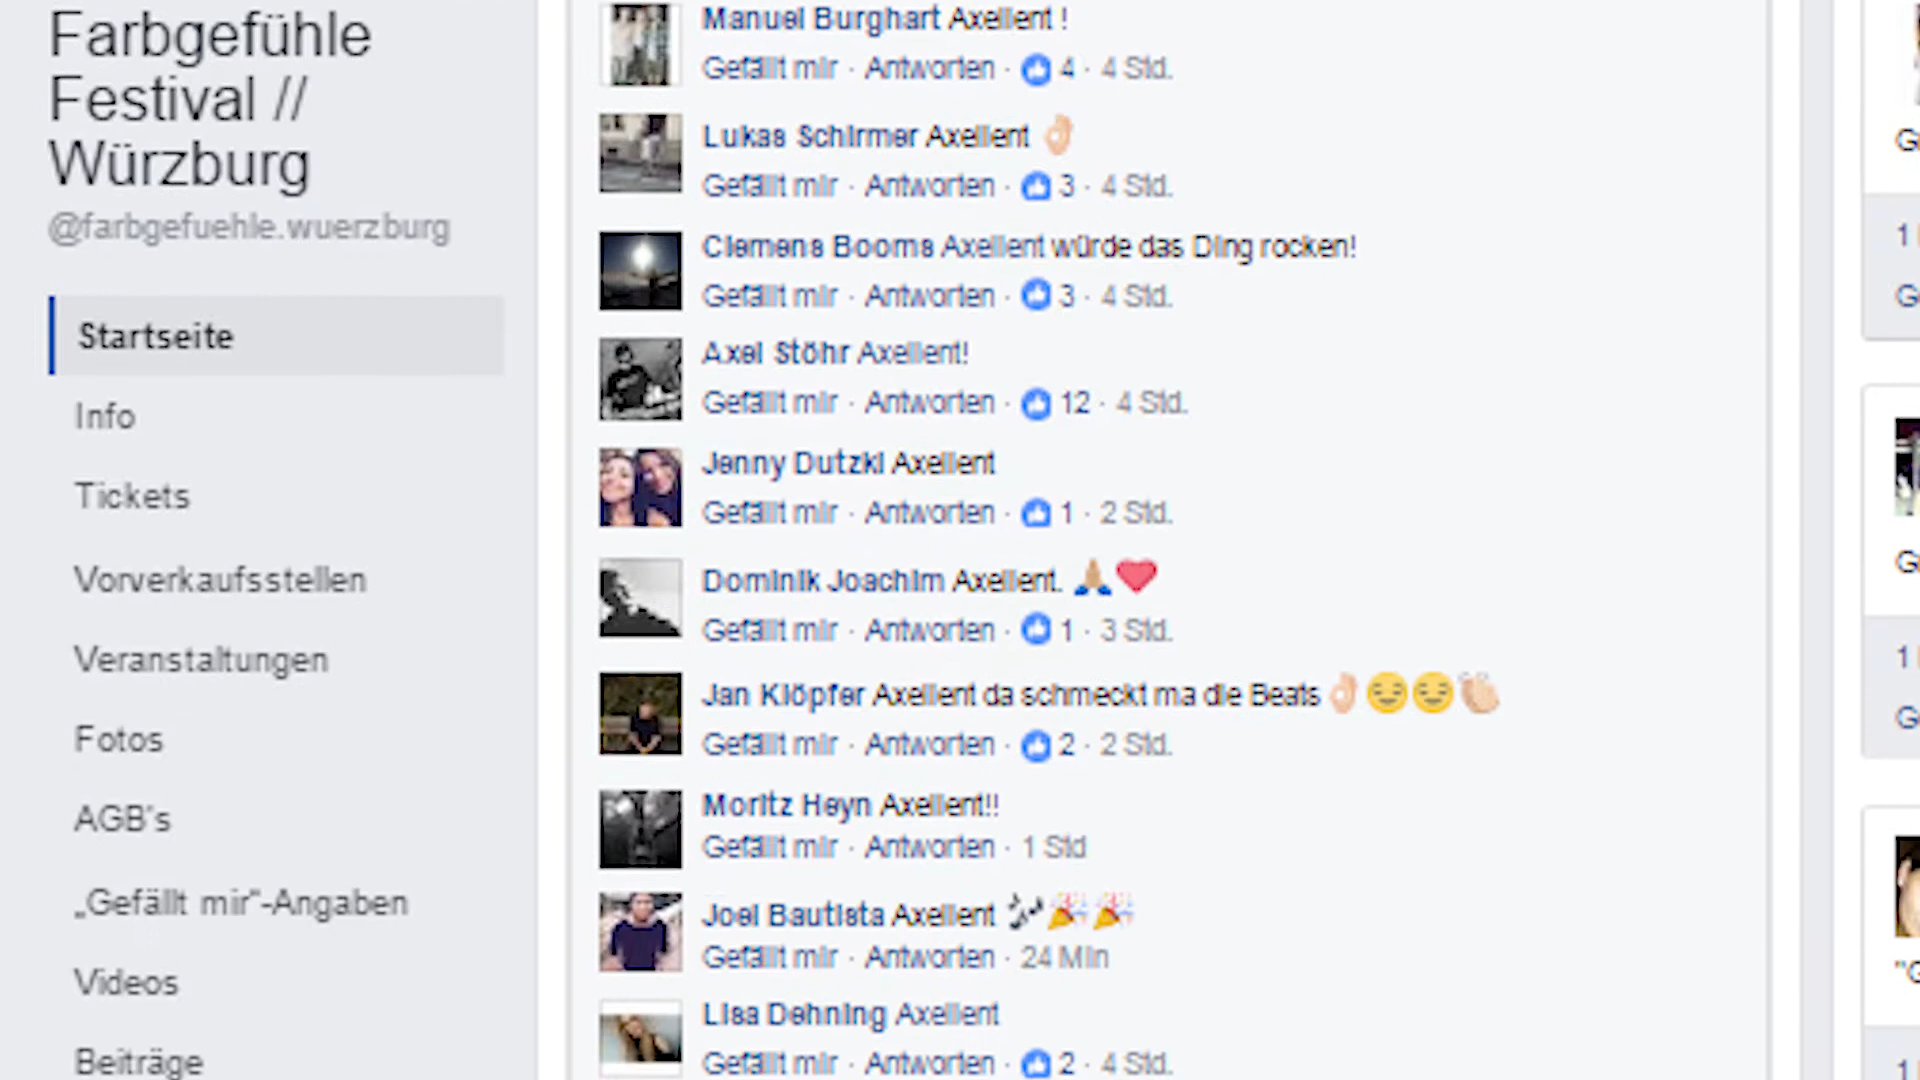 Farbgefühle
Festival //
Würzburg
@farbgefuehle.wuerzburg
Startseite
Info
Tickets
Vorverkaufsstellen
Veranstaltungen
Fotos
AGB's
„Gefällt mir“-Angaben
Videos
Beiträge
Manuel Burghart Axellent !
Gefällt mir · Antworten · 4 · 4 Std.
Lukas Schirmer Axellent 👌🏻
Gefällt mir · Antworten · 3 · 4 Std.
Clemens Booms Axellent würde das Ding rocken!
Gefällt mir · Antworten · 3 · 4 Std.
Axel Stöhr Axellent!
Gefällt mir · Antworten · 12 · 4 Std.
Jenny Dutzki Axellent
Gefällt mir · Antworten · 1 · 2 Std.
Dominik Joachim Axellent. 🙏🏽❤️
Gefällt mir · Antworten · 1 · 3 Std.
Jan Klöpfer Axellent da schmeckt ma die Beats👌🏻😏😏👏🏻
Gefällt mir · Antworten · 2 · 2 Std.
Moritz Heyn Axellent!!
Gefällt mir · Antworten · 1 Std
Joel Bautista Axellent 🎶🎉🎉
Gefällt mir · Antworten · 24 Min
Lisa Dehning Axellent
Gefällt mir · Antworten · 2 · 4 Std.